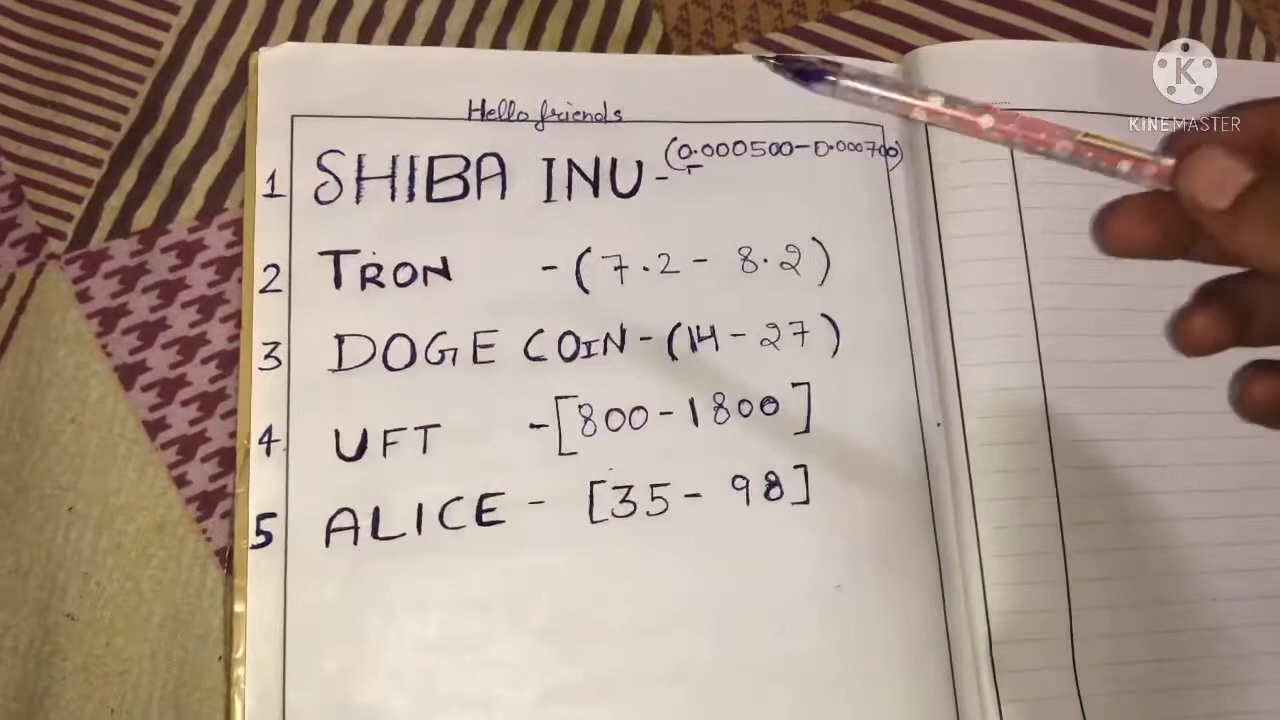 Hello friends
1 SHIBA INU - (0.000500-0.000700)
2 TRON - (7.2 - 8.2)
3 DOGE COIN - (14 - 27)
4. UFT - [800 - 1800]
5 ALICE - [35 - 98]
K
KINEMASTER